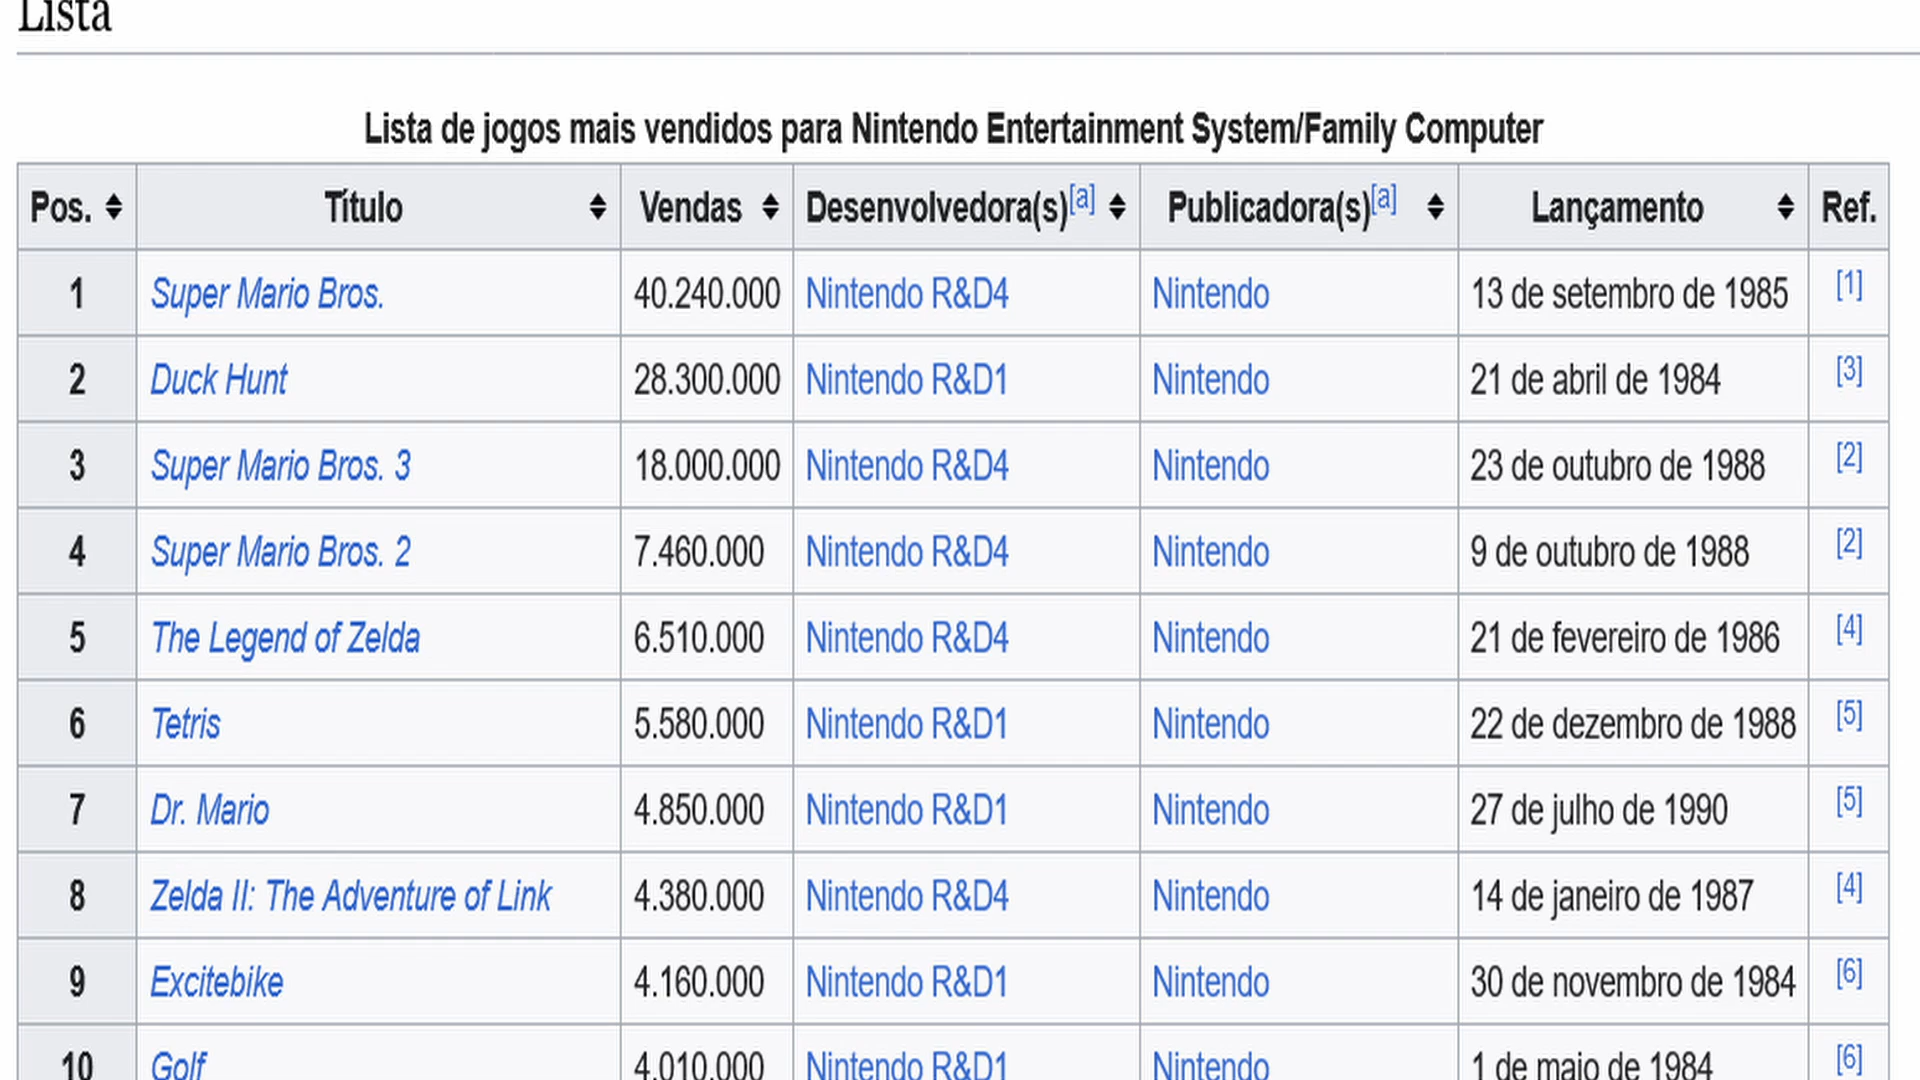 Lista
Lista de jogos mais vendidos para Nintendo Entertainment System/Family Computer
Pos. Título Vendas Desenvolvedora(s)[a] Publicadora(s)[a] Lançamento Ref.
1 Super Mario Bros. 40.240.000 Nintendo R&D4 Nintendo 13 de setembro de 1985 [1]
2 Duck Hunt 28.300.000 Nintendo R&D1 Nintendo 21 de abril de 1984 [3]
3 Super Mario Bros. 3 18.000.000 Nintendo R&D4 Nintendo 23 de outubro de 1988 [2]
4 Super Mario Bros. 2 7.460.000 Nintendo R&D4 Nintendo 9 de outubro de 1988 [2]
5 The Legend of Zelda 6.510.000 Nintendo R&D4 Nintendo 21 de fevereiro de 1986 [4]
6 Tetris 5.580.000 Nintendo R&D1 Nintendo 22 de dezembro de 1988 [5]
7 Dr. Mario 4.850.000 Nintendo R&D1 Nintendo 27 de julho de 1990 [5]
8 Zelda II: The Adventure of Link 4.380.000 Nintendo R&D4 Nintendo 14 de janeiro de 1987 [4]
9 Excitebike 4.160.000 Nintendo R&D1 Nintendo 30 de novembro de 1984 [6]
10 Golf 4.010.000 Nintendo R&D1 Nintendo 1 de maio de 1984 [6]